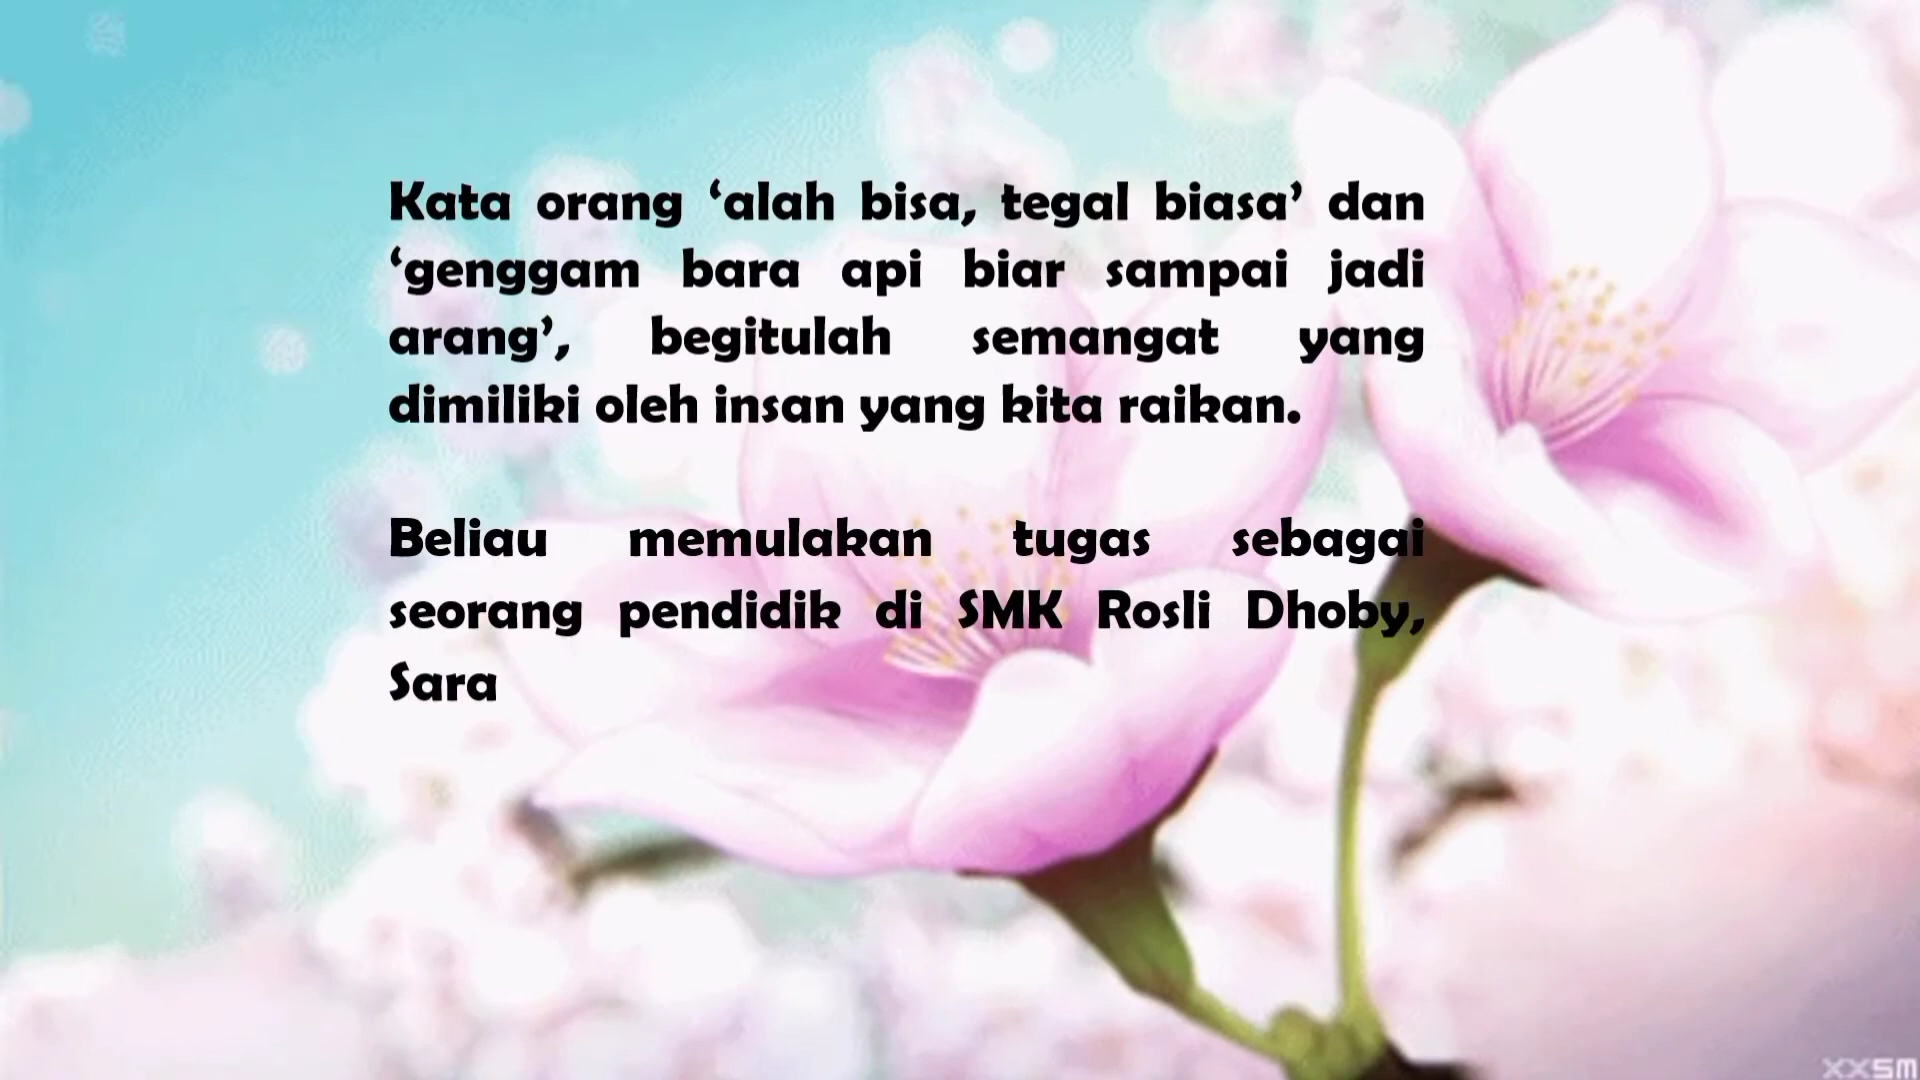 Kata orang ‘alah bisa, tegal biasa’ dan
‘genggam bara api biar sampai jadi
arang’, begitulah semangat yang
dimiliki oleh insan yang kita raikan.
Beliau memulakan tugas sebagai
seorang pendidik di SMK Rosli Dhoby,
Sara
XXSM